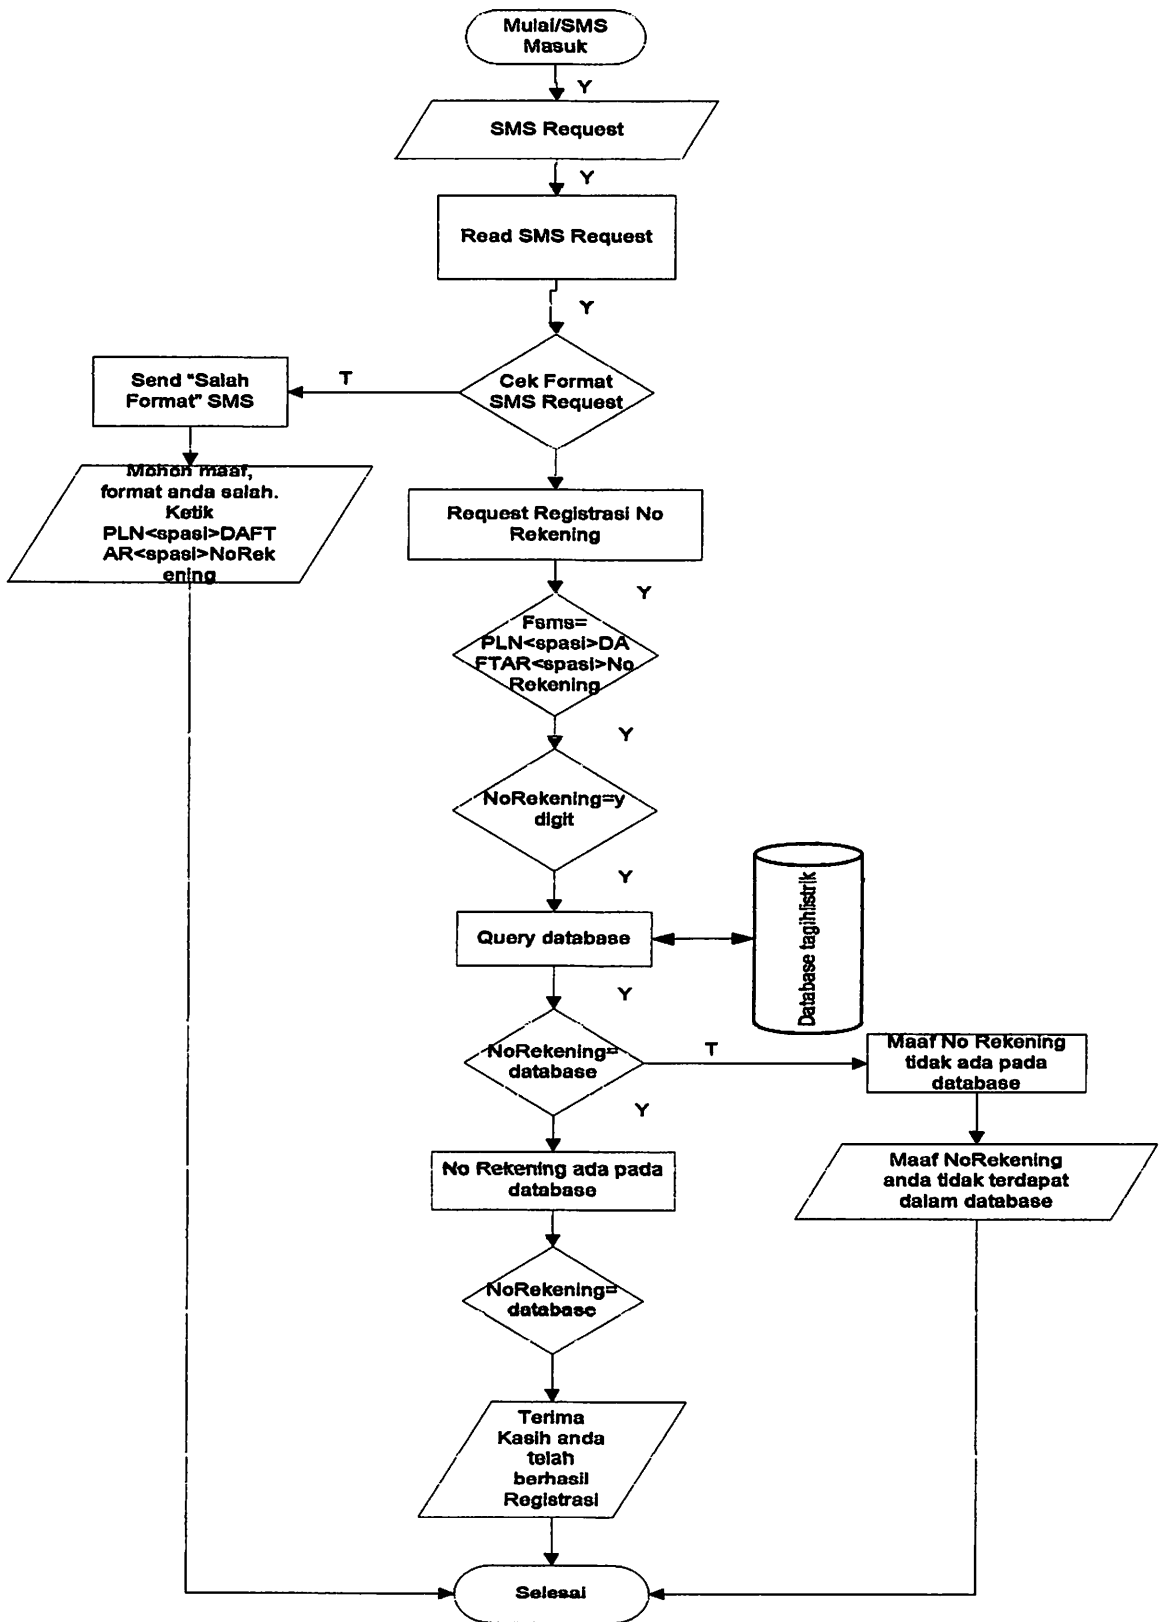 Mulai/SMS
Masuk
Y
SMS Request
Y
Read SMS Request
Y
Cek Format
SMS Request
T
Send "Salah
Format" SMS
Mohon maaf,
format anda salah.
Ketik
PLN<spasi>DAFT
AR<spasi>NoRek
ening
Request Registrasi No
Rekening
Y
Fsms=
PLN<spasi>DA
FTAR<spasi>No
Rekening
Y
NoRekening=y
digit
Y
Query database
Database tagihlistrik
Y
NoRekening=
database
T
Maaf No Rekening
tidak ada pada
database
Y
No Rekening ada pada
database
Maaf NoRekening
anda tidak terdapat
dalam database
NoRekening=
database
Terima
Kasih anda
telah
berhasil
Registrasi
Selesai